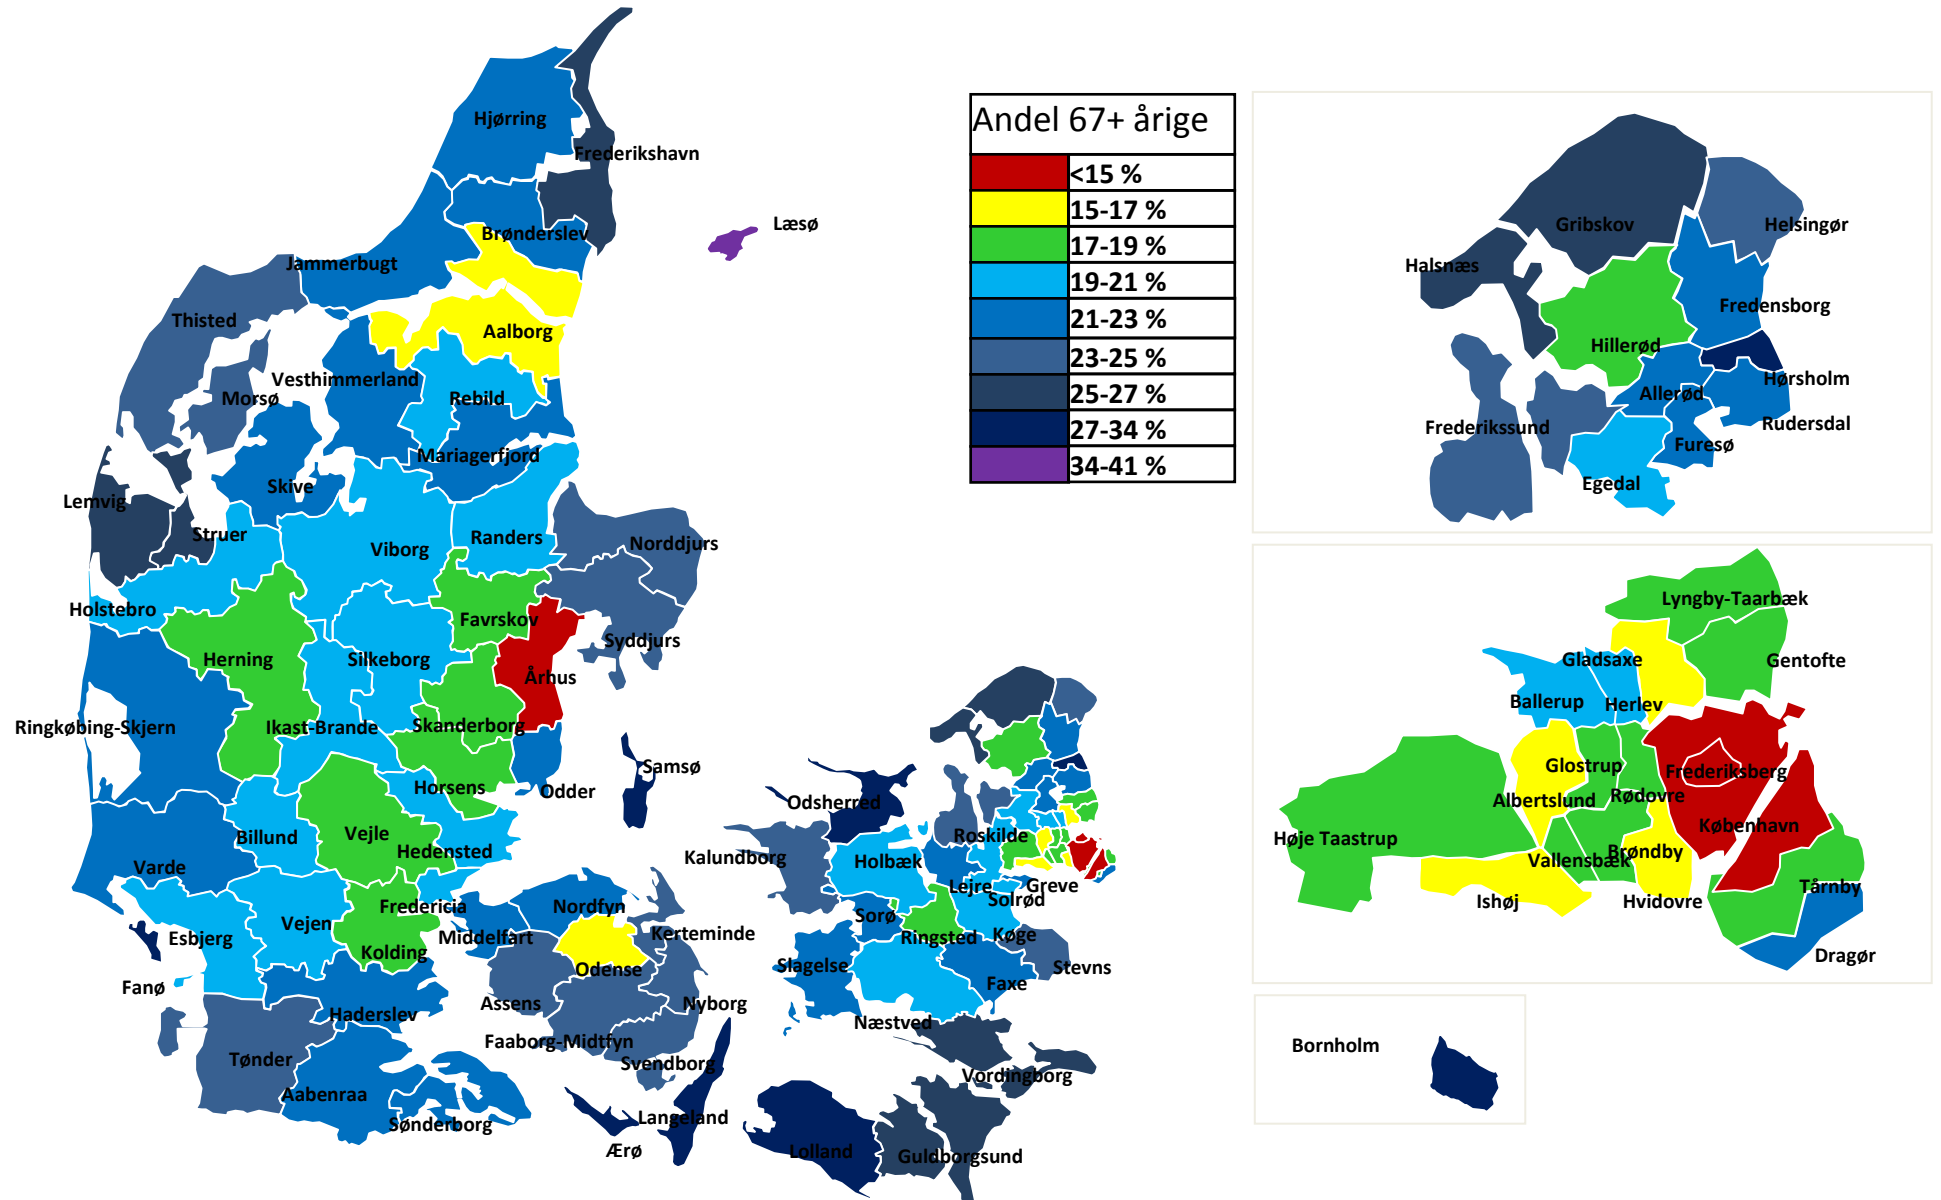 Hjørring
Frederikshavn
Læsø
Brønderslev
Jammerbugt
Thisted
Aalborg
Vesthimmerland
Morsø
Rebild
Mariagerfjord
Skive
Lemvig
Struer
Viborg
Randers
Norddjurs
Holstebro
Favrskov
Syddjurs
Herning
Silkeborg
Århus
Ringkøbing-Skjern
Ikast-Brande
Skanderborg
Samsø
Horsens
Odder
Billund
Vejle
Hedensted
Varde
Fredericia
Vejen
Esbjerg
Kolding
Fanø
Haderslev
Tønder
Aabenraa
Sønderborg
Middelfart
Nordfyn
Kerteminde
Odense
Assens
Nyborg
Faaborg-Midtfyn
Svendborg
Langeland
Ærø
Odsherred
Kalundborg
Holbæk
Roskilde
Lejre
Greve
Solrød
Sorø
Ringsted
Køge
Slagelse
Stevns
Faxe
Næstved
Vordingborg
Lolland
Guldborgsund
Andel 67+ årige
<15 %
15-17 %
17-19 %
19-21 %
21-23 %
23-25 %
25-27 %
27-34 %
34-41 %
Gribskov
Helsingør
Halsnæs
Fredensborg
Hillerød
Hørsholm
Allerød
Rudersdal
Frederikssund
Furesø
Egedal
Lyngby-Taarbæk
Gladsaxe
Gentofte
Ballerup
Herlev
Glostrup
Frederiksberg
Albertslund
Rødovre
København
Høje Taastrup
Brøndby
Vallensbæk
Tårnby
Ishøj
Hvidovre
Dragør
Bornholm